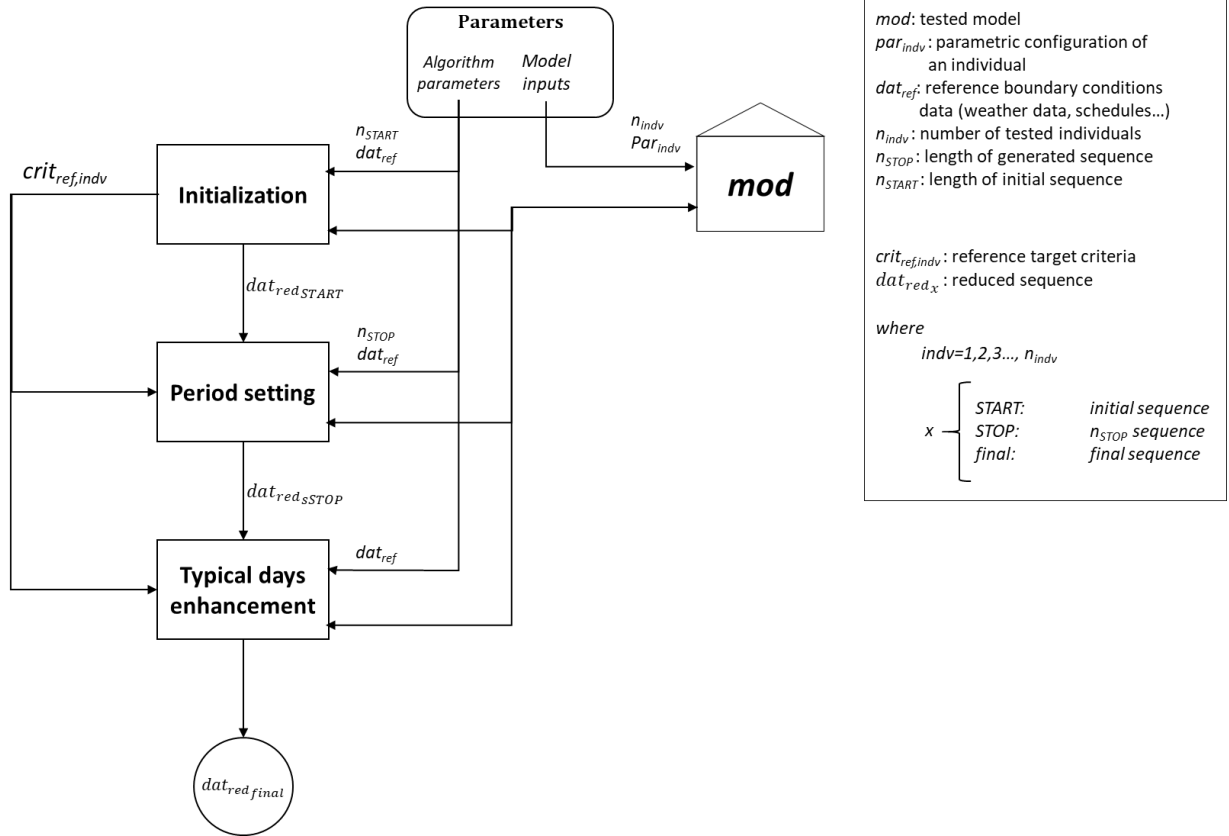 Parameters
Algorithm parameters
Model inputs
n_START
dat_ref
n_indv
Par_indv
crit_ref,indv
Initialization
mod
dat_red_START
n_STOP
dat_ref
Period setting
dat_red_sSTOP
dat_ref
Typical days
enhancement
dat_red_final
mod: tested model
par_indv : parametric configuration of
an individual
dat_ref: reference boundary conditions
data (weather data, schedules…)
n_indv : number of tested individuals
n_STOP : length of generated sequence
n_START : length of initial sequence
crit_ref,indv : reference target criteria
dat_red_x : reduced sequence
where
indv=1,2,3…, n_indv
x
START: initial sequence
STOP: n_STOP sequence
final: final sequence